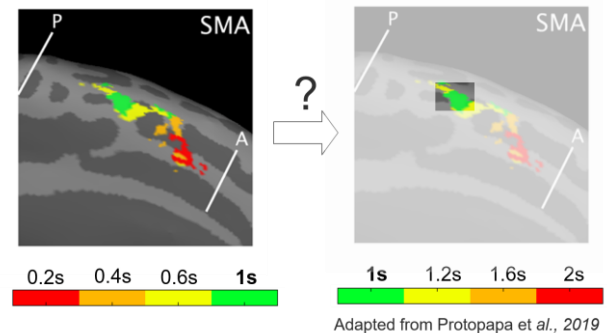 P
SMA
A
0.2s 0.4s 0.6s 1s
?
P
SMA
A
1s 1.2s 1.6s 2s
Adapted from Protopapa et al., 2019